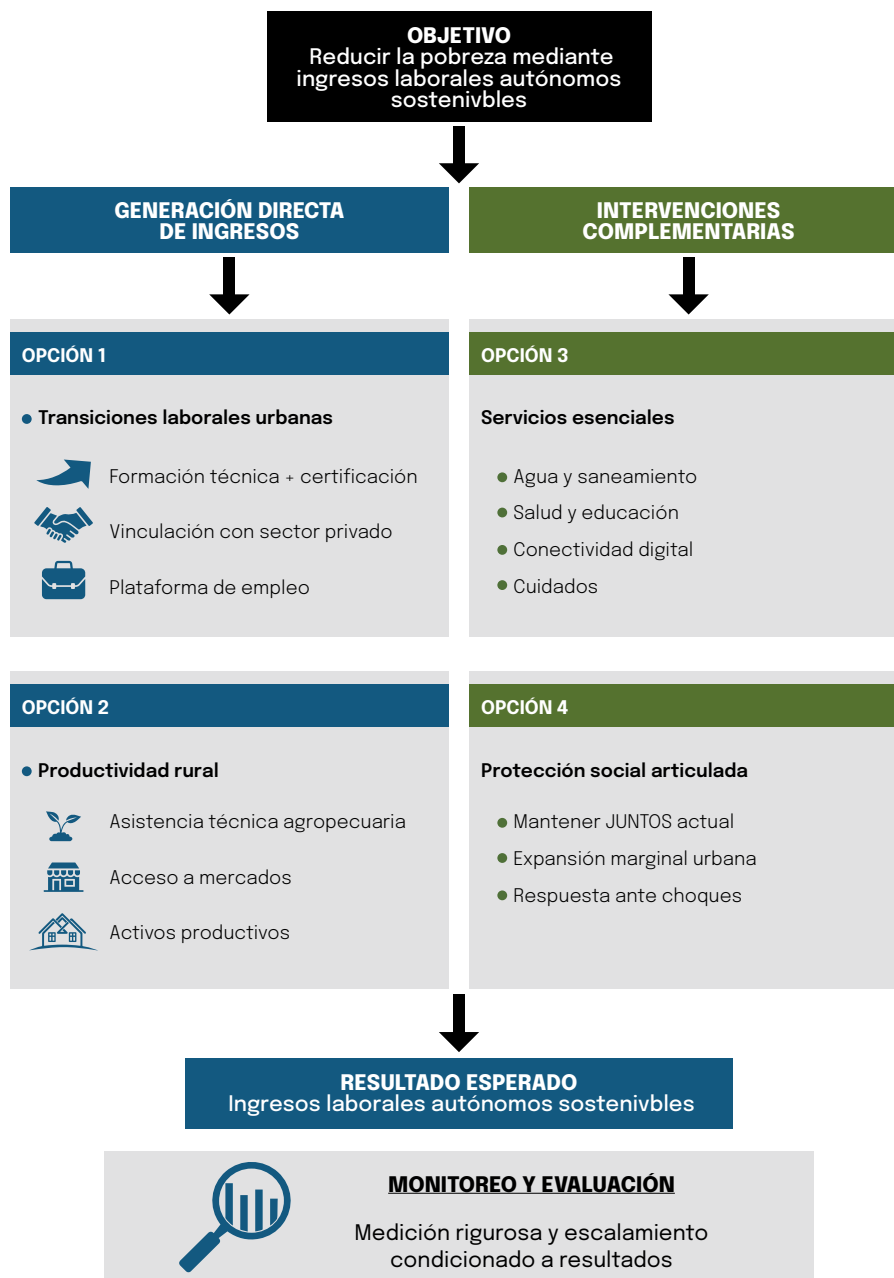 OBJETIVO
Reducir la pobreza mediante
ingresos laborales autónomos
sostenivbles
GENERACIÓN DIRECTA
DE INGRESOS
INTERVENCIONES
COMPLEMENTARIAS
OPCIÓN 1
• Transiciones laborales urbanas
Formación técnica + certificación
Vinculación con sector privado
Plataforma de empleo
OPCIÓN 3
Servicios esenciales
• Agua y saneamiento
• Salud y educación
• Conectividad digital
• Cuidados
OPCIÓN 2
• Productividad rural
Asistencia técnica agropecuaria
Acceso a mercados
Activos productivos
OPCIÓN 4
Protección social articulada
• Mantener JUNTOS actual
• Expansión marginal urbana
• Respuesta ante choques
RESULTADO ESPERADO
Ingresos laborales autónomos sostenivbles
MONITOREO Y EVALUACIÓN
Medición rigurosa y escalamiento
condicionado a resultados